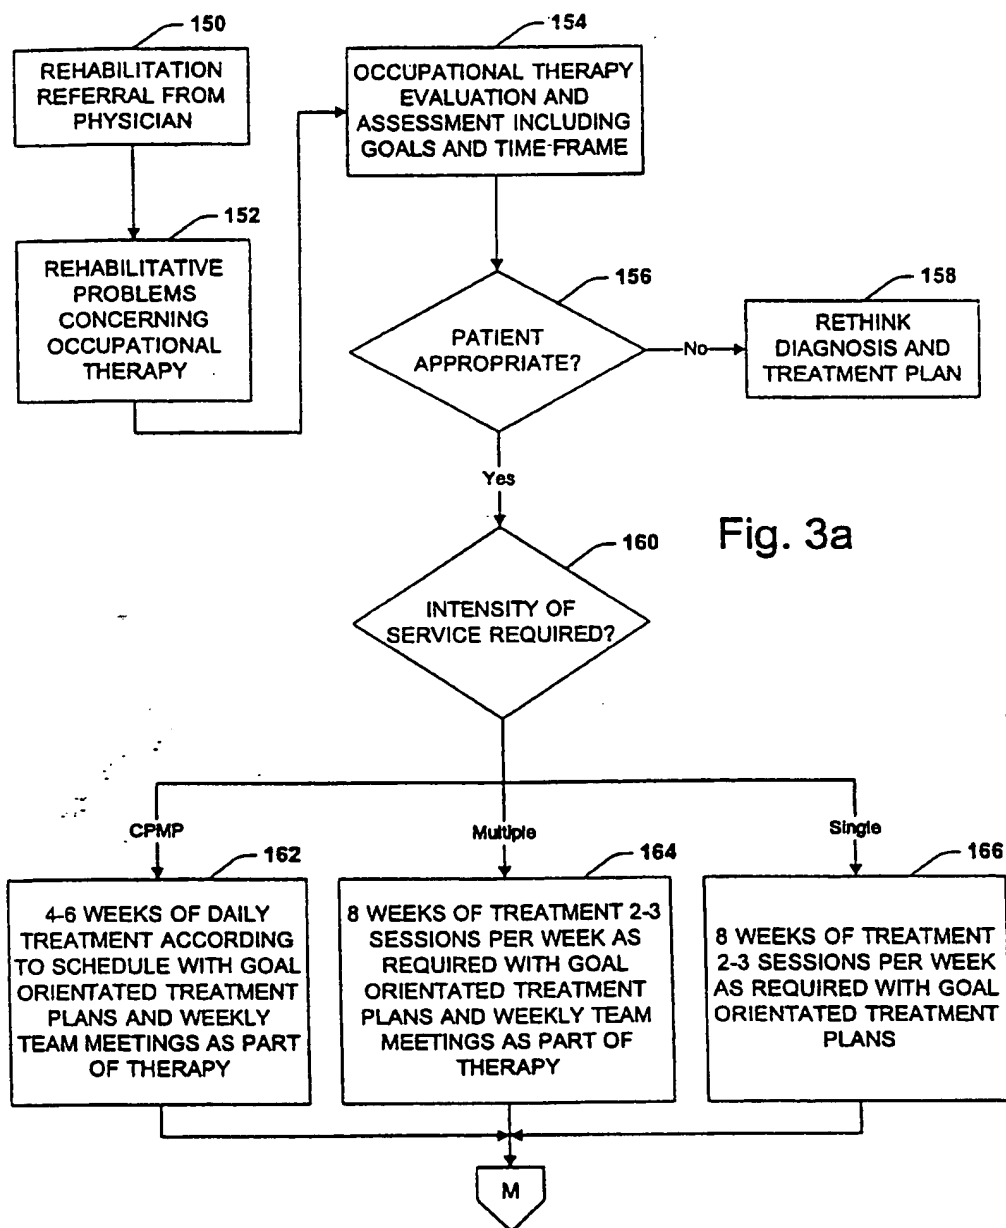 150
REHABILITATION
REFERRAL FROM
PHYSICIAN
152
REHABILITATIVE
PROBLEMS
CONCERNING
OCCUPATIONAL
THERAPY
154
OCCUPATIONAL THERAPY
EVALUATION AND
ASSESSMENT INCLUDING
GOALS AND TIME-FRAME
156
PATIENT
APPROPRIATE?
No
158
RETHINK
DIAGNOSIS AND
TREATMENT PLAN
Yes
Fig. 3a
160
INTENSITY OF
SERVICE REQUIRED?
CPMP
162
4-6 WEEKS OF DAILY
TREATMENT ACCORDING
TO SCHEDULE WITH GOAL
ORIENTATED TREATMENT
PLANS AND WEEKLY
TEAM MEETINGS AS PART
OF THERAPY
Multiple
164
8 WEEKS OF TREATMENT 2-3
SESSIONS PER WEEK AS
REQUIRED WITH GOAL
ORIENTATED TREATMENT
PLANS AND WEEKLY TEAM
MEETINGS AS PART OF
THERAPY
Single
166
8 WEEKS OF TREATMENT
2-3 SESSIONS PER WEEK
AS REQUIRED WITH GOAL
ORIENTATED TREATMENT
PLANS
M